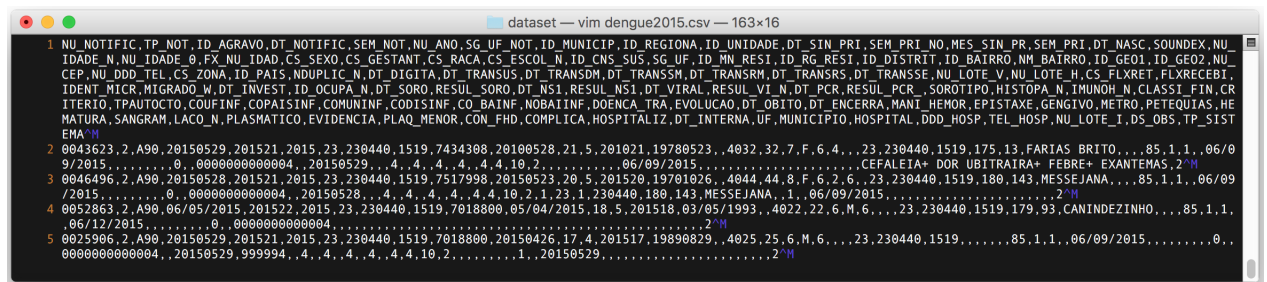 dataset — vim dengue2015.csv — 163×16
1 NU_NOTIFIC,TP_NOT,ID_AGRAVO,DT_NOTIFIC,SEM_NOT,NU_ANO,SG_UF_NOT,ID_MUNICIP,ID_REGIONA,ID_UNIDADE,DT_SIN_PRI,SEM_PRI_NO,MES_SIN_PR,SEM_PRI,DT_NASC,SOUNDEX,NU_
IDADE_N,NU_IDADE_0,FX_NU_IDAD,CS_SEXO,CS_GESTANT,CS_RACA,CS_ESCOL_N,ID_CNS_SUS,SG_UF,ID_MN_RESI,ID_RG_RESI,ID_DISTRIT,ID_BAIRRO,NM_BAIRRO,ID_GEO1,ID_GEO2,NU_
CEP,NU_DDD_TEL,CS_ZONA,ID_PAIS,NDUPLIC_N,DT_DIGITA,DT_TRANSUS,DT_TRANSDM,DT_TRANSSM,DT_TRANSRM,DT_TRANSRS,DT_TRANSSE,NU_LOTE_V,NU_LOTE_H,CS_FLXRET,FLXRECEBI,
IDENT_MICR,MIGRADO_W,DT_INVEST,ID_OCUPA_N,DT_SORO,RESUL_SORO,DT_NS1,RESUL_NS1,DT_VIRAL,RESUL_VI_N,DT_PCR,RESUL_PCR_,SOROTIPO,HISTOPA_N,IMUNOH_N,CLASSI_FIN,CR
ITERIO,TPAUTOCTO,COUFINF,COPAISINF,COMUNINF,CODISINF,CO_BAINF,NOBAIINF,DOENCA_TRA,EVOLUCAO,DT_OBITO,DT_ENCERRA,MANI_HEMOR,EPISTAXE,GENGIVO,METRO,PETEQUIAS,HE
MATURA,SANGRAM,LACO_N,PLASMATICO,EVIDENCIA,PLAQ_MENOR,CON_FHD,COMPLICA,HOSPITALIZ,DT_INTERNA,UF,MUNICIPIO,HOSPITAL,DDD_HOSP,TEL_HOSP,NU_LOTE_I,DS_OBS,TP_SIST
EMA^M
2 0043623,2,A90,20150529,201521,2015,23,230440,1519,7434308,20100528,21,5,201021,19780523,,4032,32,7,F,6,4,,,23,230440,1519,175,13,FARIAS BRITO,,,,85,1,1,,06/0
9/2015,,,,,,,,,0,,0000000000004,,20150529,,,4,,4,,4,,4,4,10,2,,,,,,,,,,,06/09/2015,,,,,,,,,,,,,,,,,,,,,,CEFALEIA+ DOR UBITRAIRA+ FEBRE+ EXANTEMAS,2^M
3 0046496,2,A90,20150528,201521,2015,23,230440,1519,7517998,20150523,20,5,201520,19701026,,4044,44,8,F,6,2,6,,23,230440,1519,180,143,MESSEJANA,,,,85,1,1,,06/09
/2015,,,,,,,,,0,,0000000000004,,20150528,,,4,,4,,4,,4,4,10,2,1,23,1,230440,180,143,MESSEJANA,,1,,06/09/2015,,,,,,,,,,,,,,,,,,,,,,,2^M
4 0052863,2,A90,06/05/2015,201522,2015,23,230440,1519,7018800,05/04/2015,18,5,201518,03/05/1993,,4022,22,6,M,6,,,,23,230440,1519,179,93,CANINDEZINHO,,,,85,1,1,
,06/12/2015,,,,,,,,,0,,0000000000004,,,,,,,,,,,,,,,,,,,,,,,,,,,,,,,,,,,,,,,,,,,,,,,,,,2^M
5 0025906,2,A90,20150529,201521,2015,23,230440,1519,7018800,20150426,17,4,201517,19890829,,4025,25,6,M,6,,,,23,230440,1519,,,,,,,85,1,1,,06/09/2015,,,,,,,,,0,,
0000000000004,,20150529,999994,,4,,4,,4,,4,4,10,2,,,,,,,,,1,,20150529,,,,,,,,,,,,,,,,,,,,,,,2^M